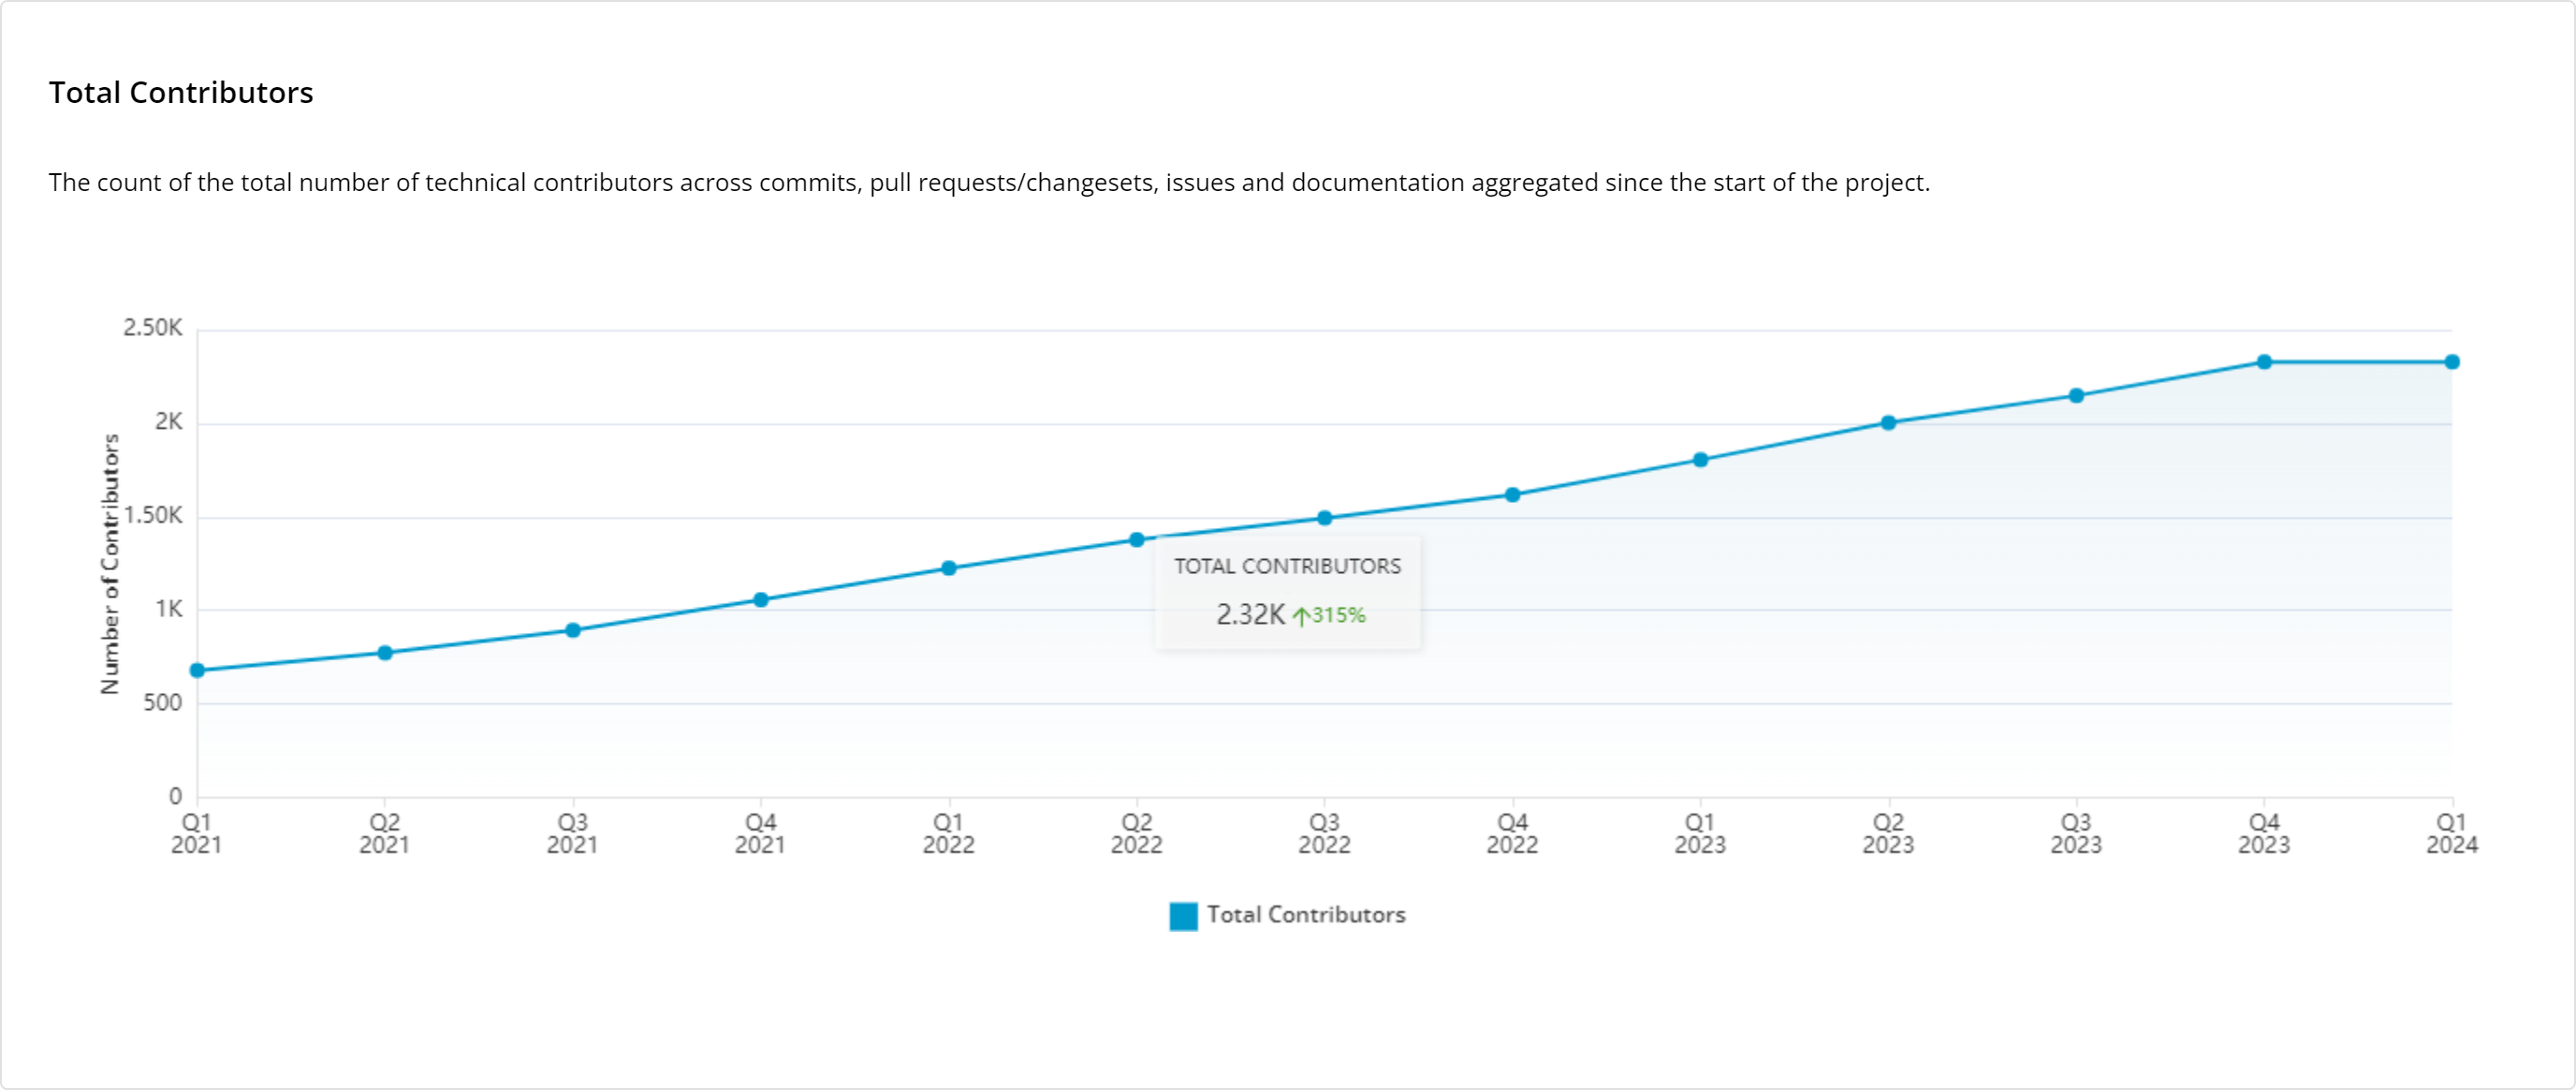 Total Contributors
The count of the total number of technical contributors across commits, pull requests/changesets, issues and documentation aggregated since the start of the project.
Number of Contributors
2.50K
2K
1.50K
1K
500
0
TOTAL CONTRIBUTORS
2.32K ↑315%
Q1 2021
Q2 2021
Q3 2021
Q4 2021
Q1 2022
Q2 2022
Q3 2022
Q4 2022
Q1 2023
Q2 2023
Q3 2023
Q4 2023
Q1 2024
Total Contributors